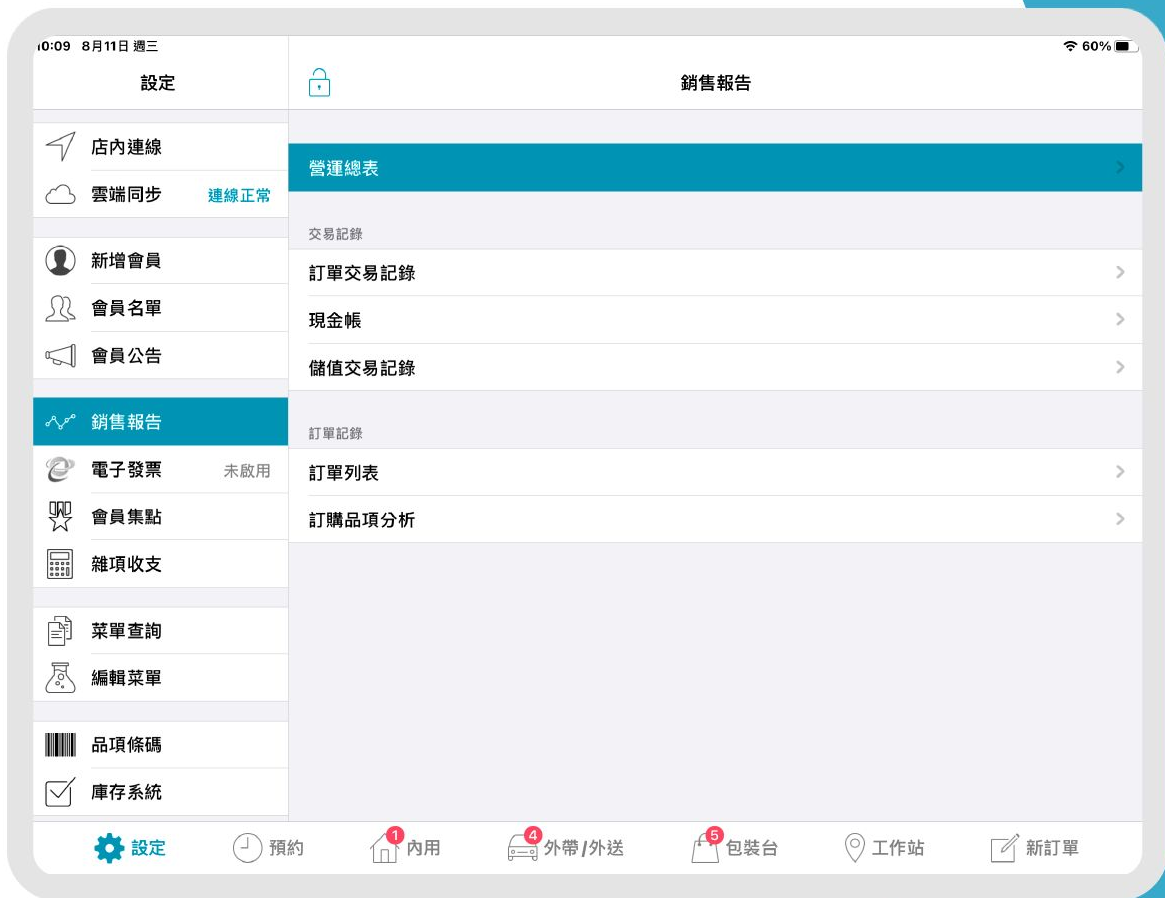 10:09 8月11日 週三
60%
設定
銷售報告
店內連線
雲端同步 連線正常
新增會員
會員名單
會員公告
銷售報告
電子發票 未啟用
會員集點
雜項收支
菜單查詢
編輯菜單
品項條碼
庫存系統
營運總表
交易記錄
訂單交易記錄
現金帳
儲值交易記錄
訂單記錄
訂單列表
訂購品項分析
設定
預約
1 內用
4 外帶/外送
5 包裝台
工作站
新訂單